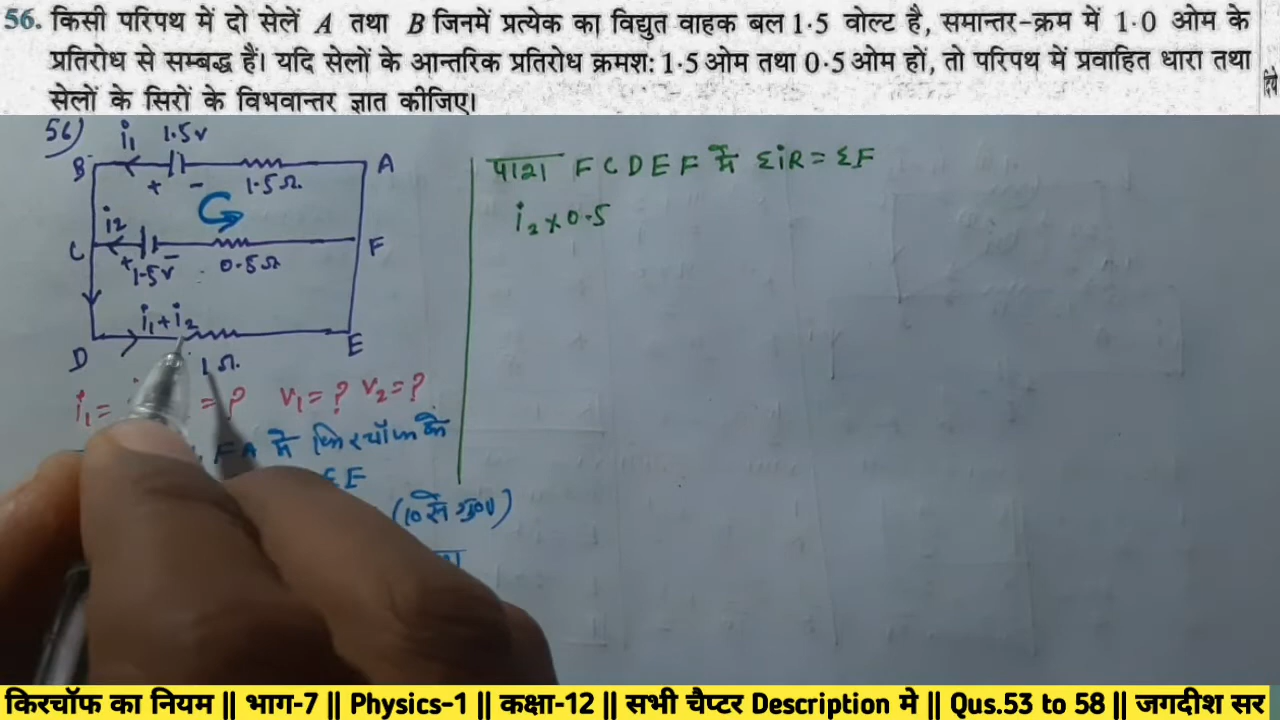 56. किसी परिपथ में दो सेलें A तथा B जिनमें प्रत्येक का विद्युत वाहक बल 1·5 वोल्ट है, समान्तर-क्रम में 1·0 ओम के
प्रतिरोध से सम्बद्ध हैं। यदि सेलों के आन्तरिक प्रतिरोध क्रमश: 1·5 ओम तथा 0·5 ओम हों, तो परिपथ में प्रवाहित धारा तथा
सेलों के सिरों के विभवान्तर ज्ञात कीजिए।
56)
i₁ 1.5v
B A
+ - 1.5Ω
i₂
C F
+ - 0.5Ω
1.5v
i₁+i₂
D E
1Ω
i₁= = ? v₁= ? v₂= ?
FA में किरचॉफ के
ΣE
(10 से गुणा)
पाश F C D E F में ΣiR = ΣE
i₂×0.5
किरचॉफ का नियम || भाग-7 || Physics-1 || कक्षा-12 || सभी चैप्टर Description मे || Qus.53 to 58 || जगदीश सर